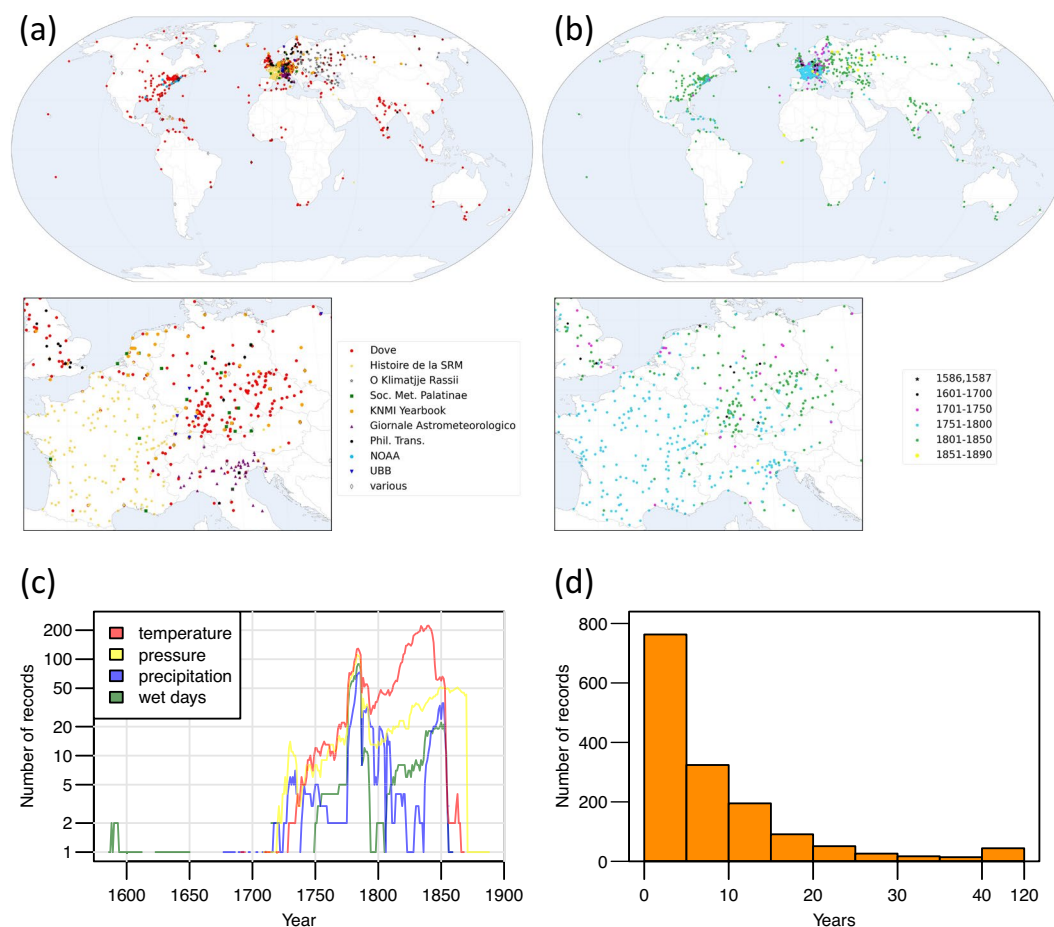 (a)
(b)
Dove
Histoire de la SRM
O Klimatjje Rassii
Soc. Met. Palatinae
KNMI Yearbook
Giornale Astrometeorologico
Phil. Trans.
NOAA
UBB
various
1586,1587
1601-1700
1701-1750
1751-1800
1801-1850
1851-1890
(c)
(d)
temperature
pressure
precipitation
wet days
Number of records
200
100
50
20
10
5
2
1
1600 1650 1700 1750 1800 1850 1900
Year
Number of records
800
600
400
200
0
0 10 20 30 40 120
Years